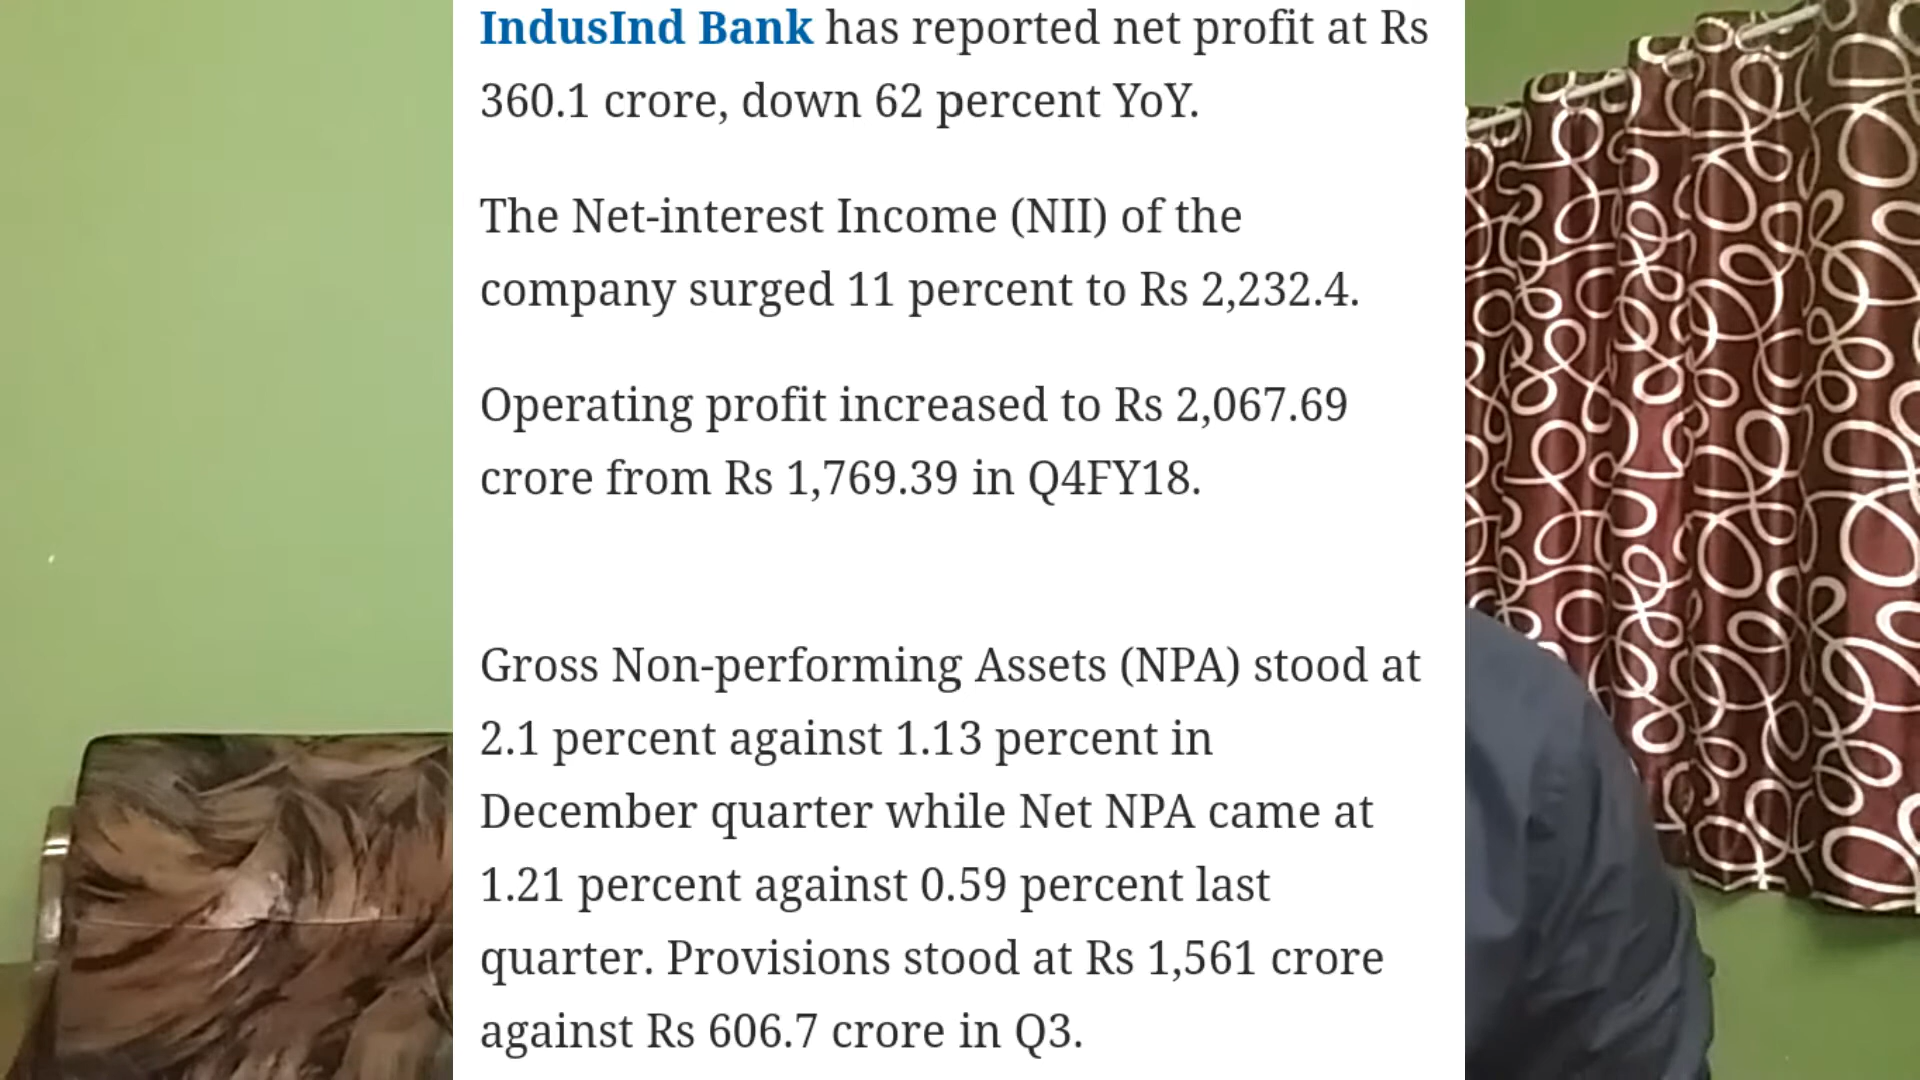 IndusInd Bank has reported net profit at Rs
360.1 crore, down 62 percent YoY.
The Net-interest Income (NII) of the
company surged 11 percent to Rs 2,232.4.
Operating profit increased to Rs 2,067.69
crore from Rs 1,769.39 in Q4FY18.
Gross Non-performing Assets (NPA) stood at
2.1 percent against 1.13 percent in
December quarter while Net NPA came at
1.21 percent against 0.59 percent last
quarter. Provisions stood at Rs 1,561 crore
against Rs 606.7 crore in Q3.